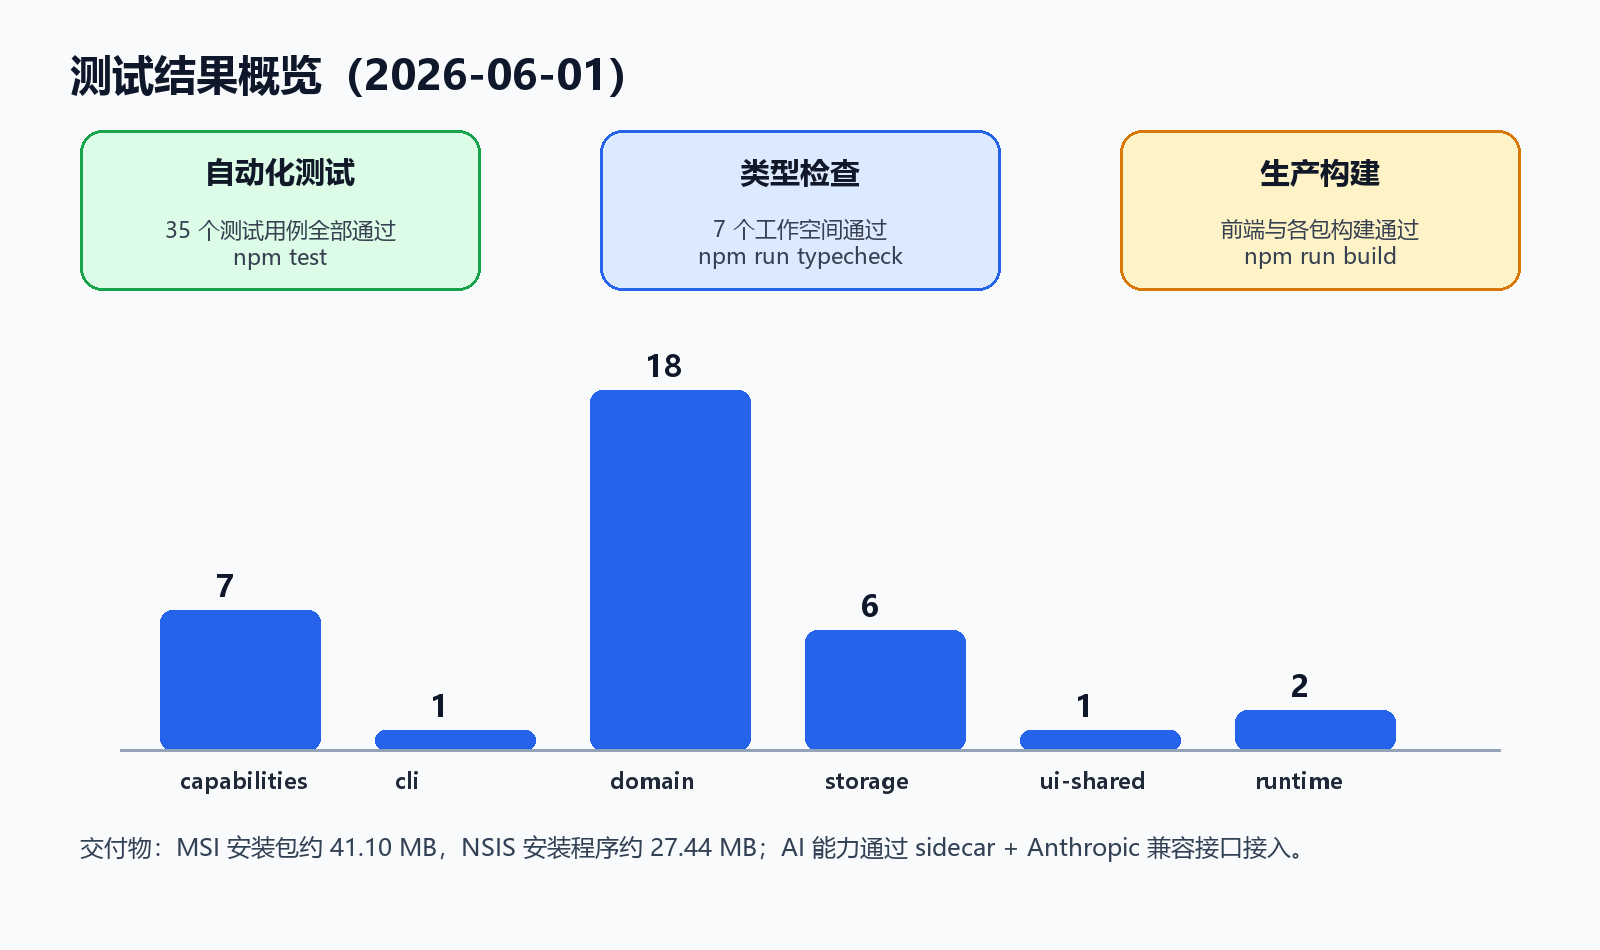 测试结果概览（2026-06-01）
自动化测试
35 个测试用例全部通过
npm test
类型检查
7 个工作空间通过
npm run typecheck
生产构建
前端与各包构建通过
npm run build
7
1
18
6
1
2
capabilities
cli
domain
storage
ui-shared
runtime
交付物：MSI 安装包约 41.10 MB，NSIS 安装程序约 27.44 MB；AI 能力通过 sidecar + Anthropic 兼容接口接入。